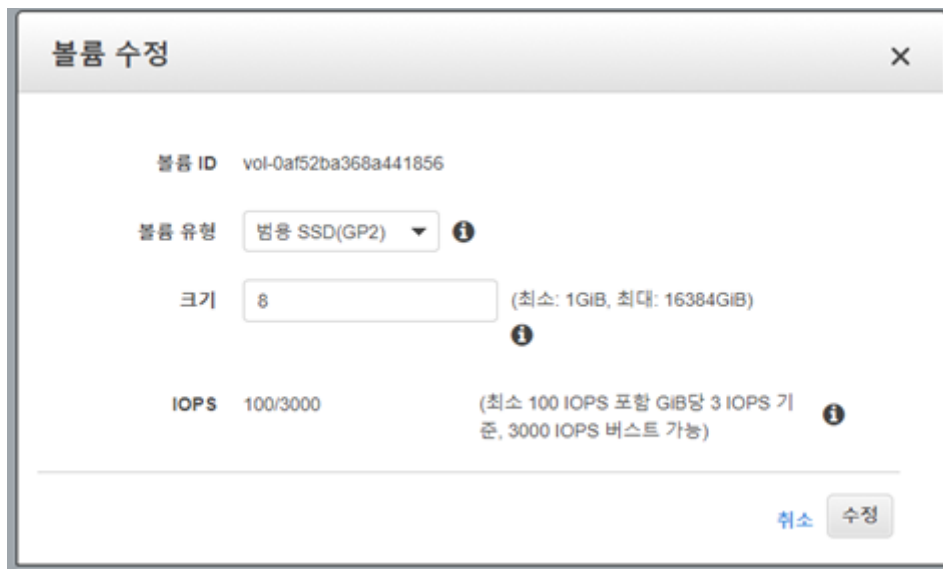 볼륨 수정
볼륨 ID vol-0af52ba368a441856
볼륨 유형 범용 SSD(GP2)
크기 8 (최소: 1GiB, 최대: 16384GiB)
IOPS 100/3000 (최소 100 IOPS 포함 GiB당 3 IOPS 기
준, 3000 IOPS 버스트 가능)
취소 수정